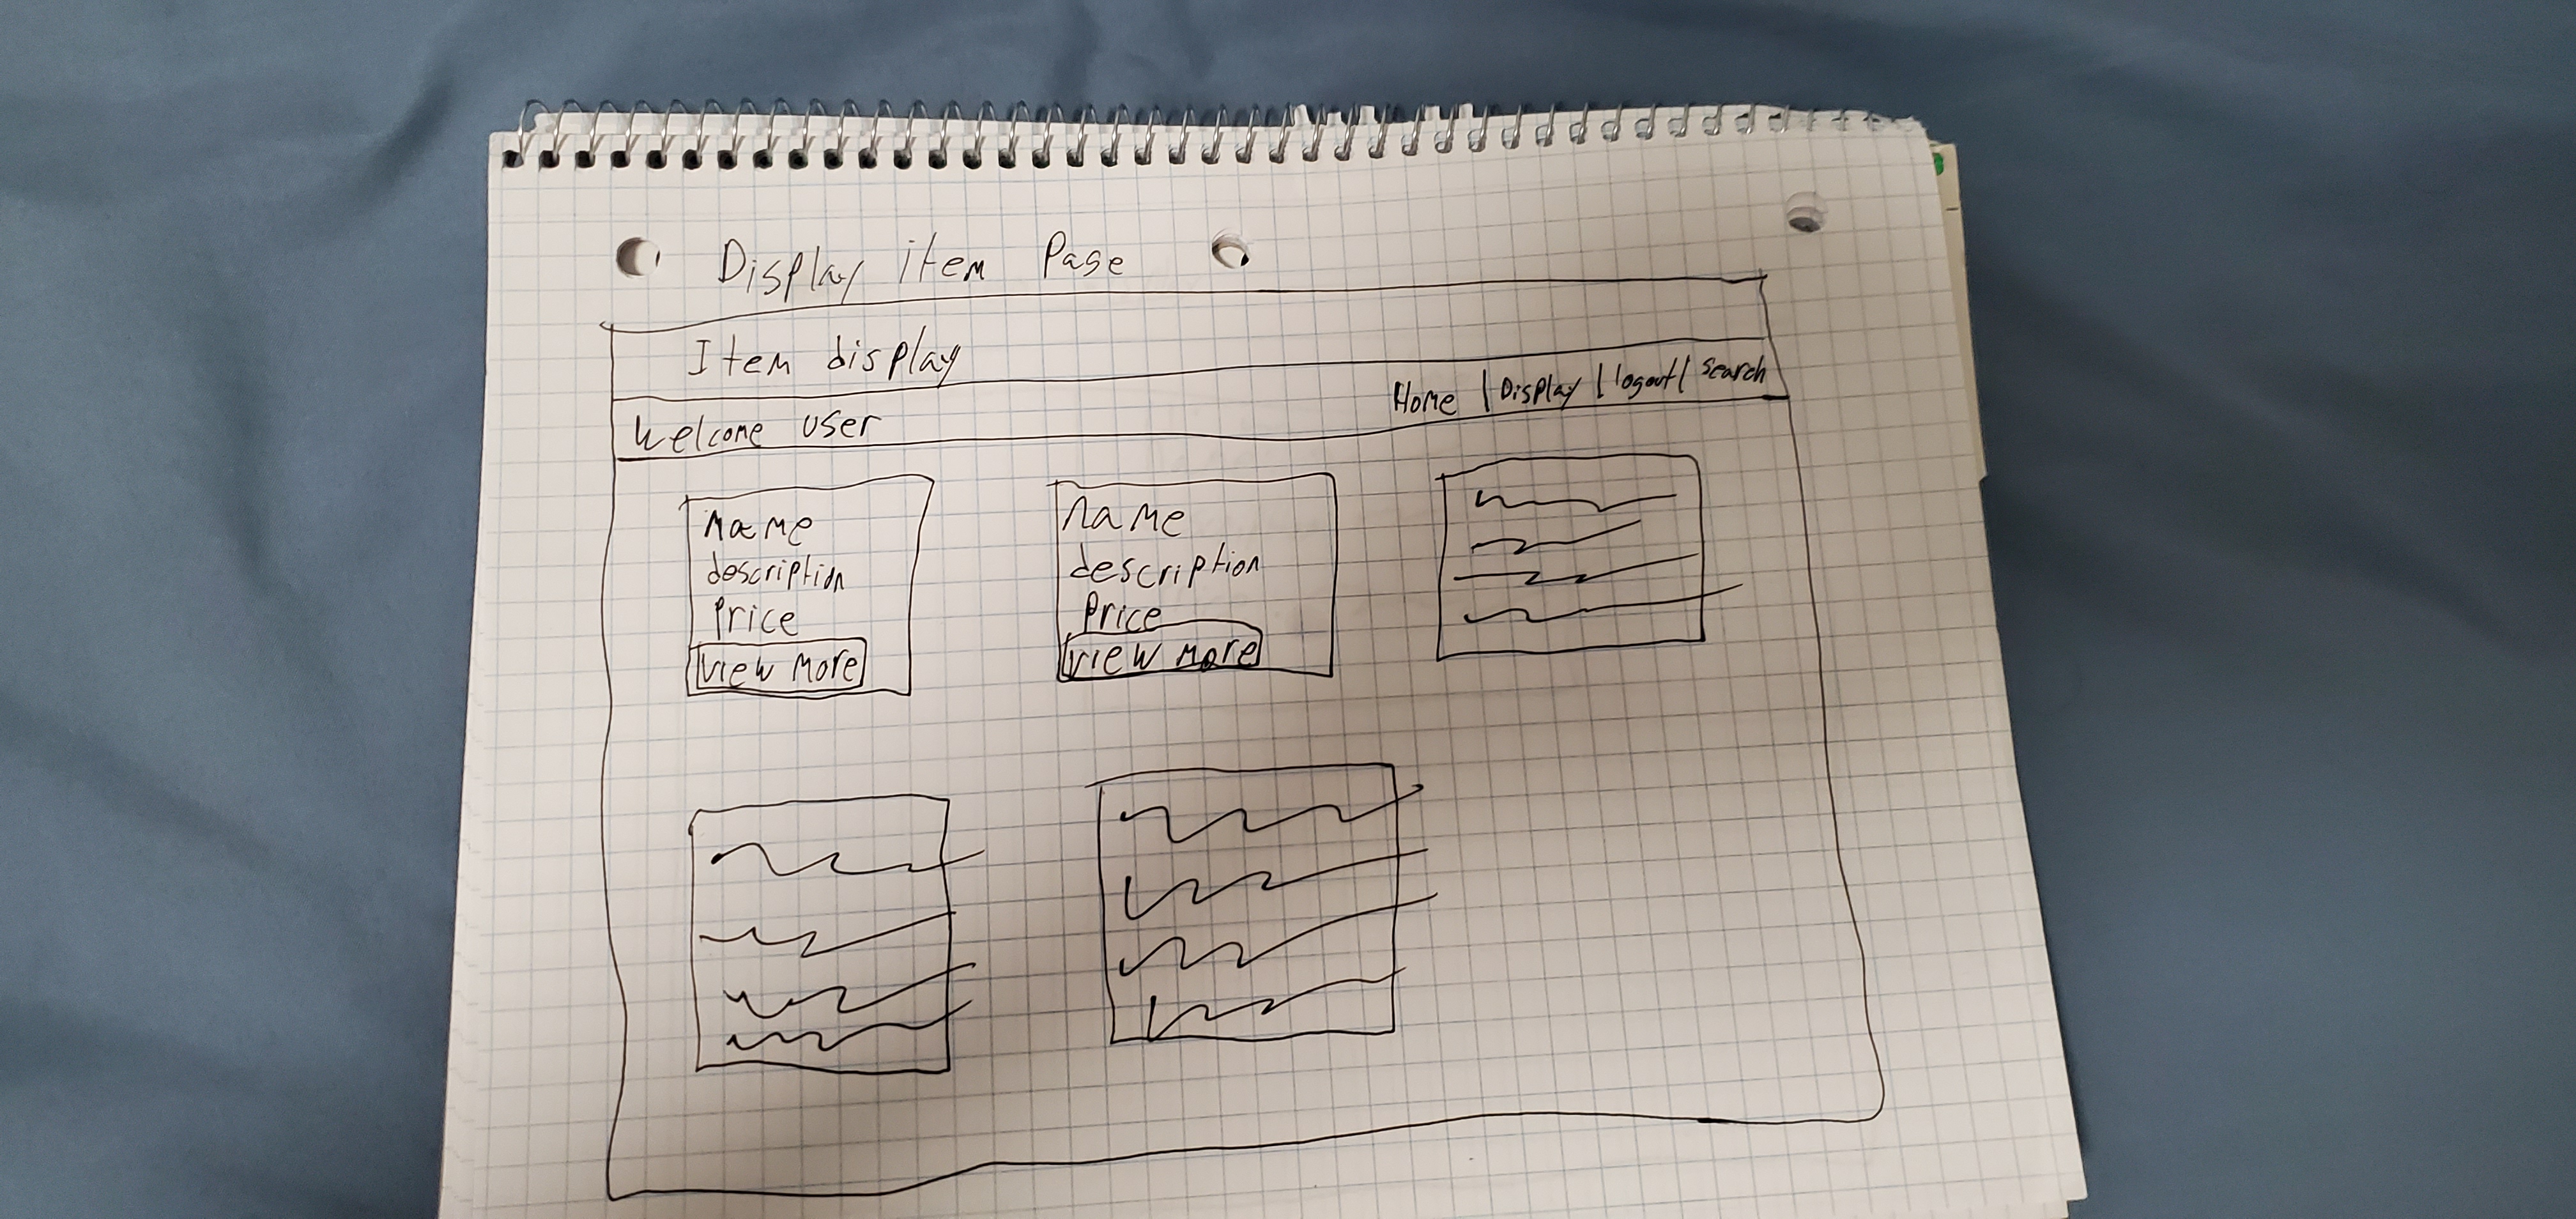 Display item Page
Item display
Welcome user
Home | Display | logout | search
name
description
price
View more
Name
description
Price
view more